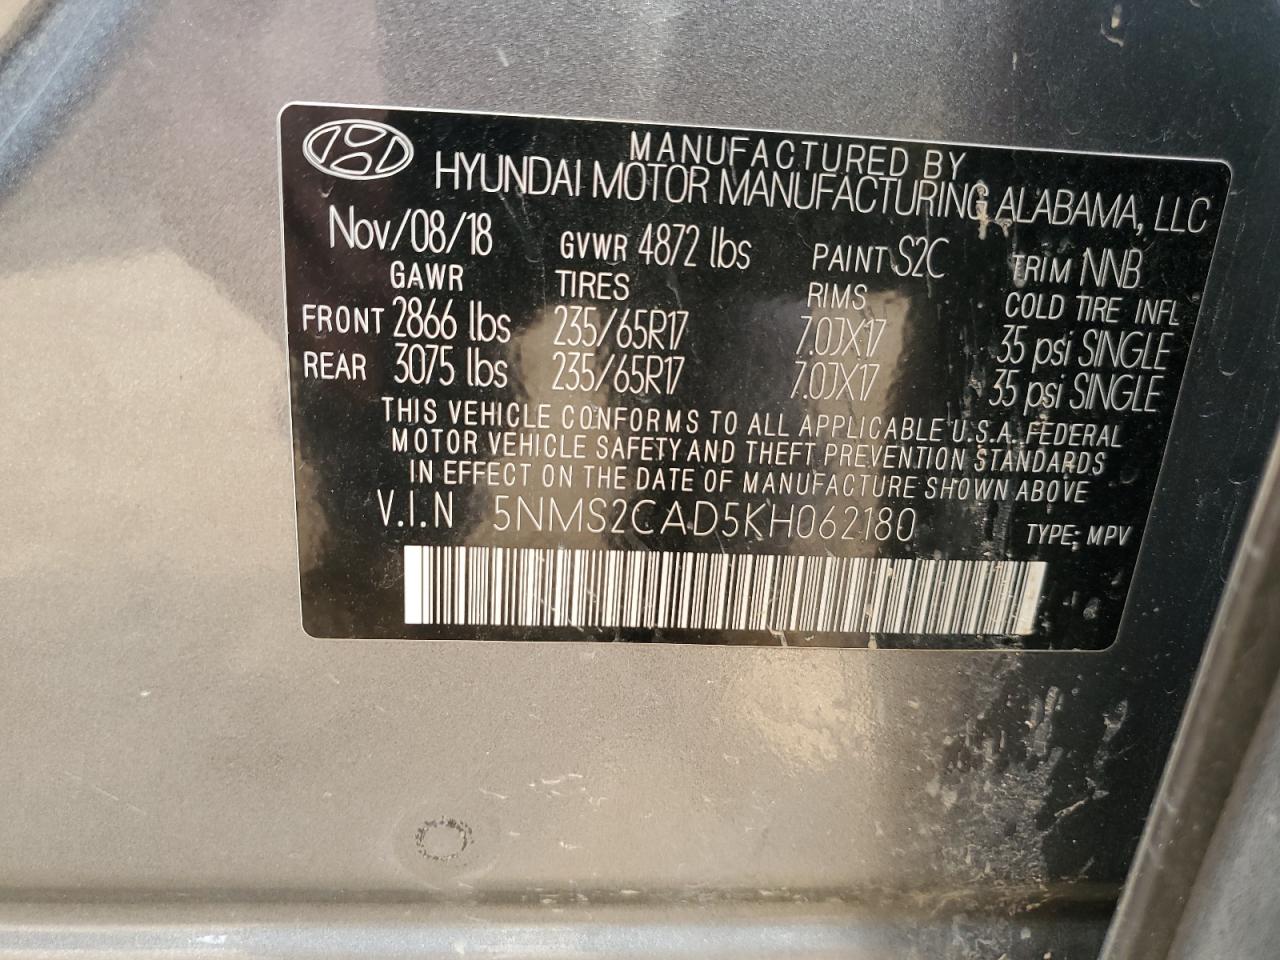 MANUFACTURED BY
HYUNDAI MOTOR MANUFACTURING ALABAMA, LLC
Nov/08/18 GVWR 4872 lbs PAINT S2C TRIM NNB
GAWR TIRES RIMS COLD TIRE INFL
FRONT 2866 lbs 235/65R17 7.0JX17 35 psi SINGLE
REAR 3075 lbs 235/65R17 7.0JX17 35 psi SINGLE
THIS VEHICLE CONFORMS TO ALL APPLICABLE U.S.A. FEDERAL
MOTOR VEHICLE SAFETY AND THEFT PREVENTION STANDARDS
IN EFFECT ON THE DATE OF MANUFACTURE SHOWN ABOVE
V.I.N 5NMS2CAD5KH062180 TYPE; MPV